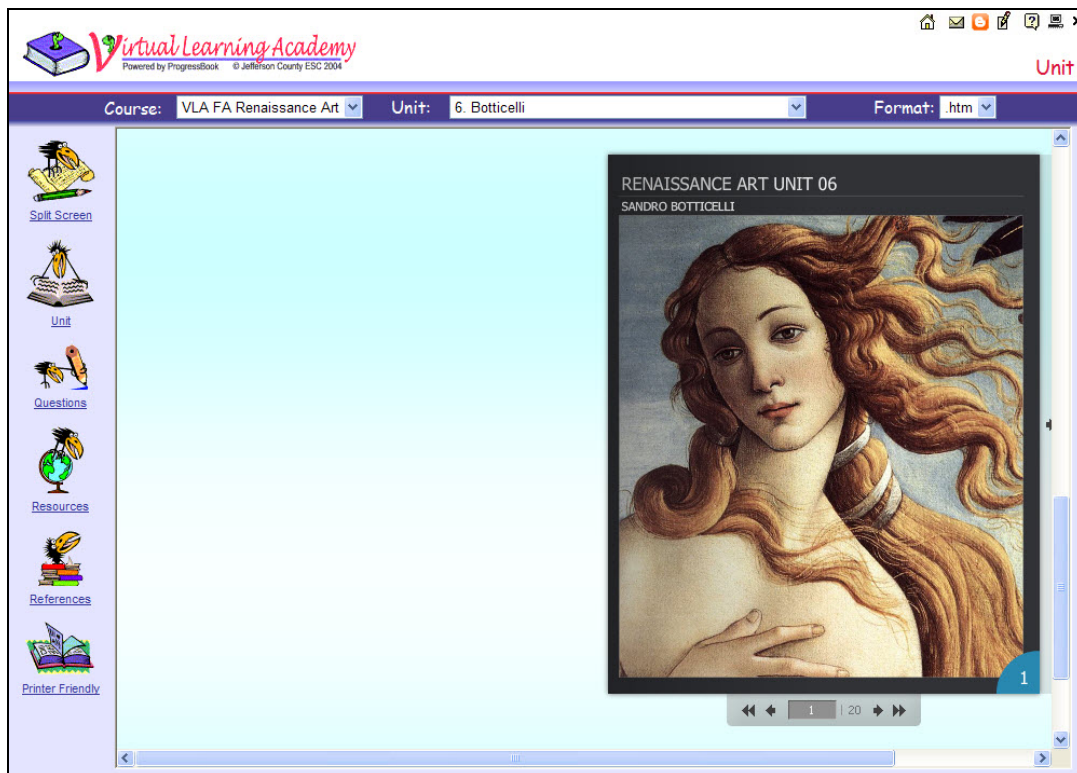 Virtual Learning Academy
Powered by ProgressBook © Jefferson County ESC 2004
Unit
Course: VLA FA Renaissance Art Unit: 6. Botticelli Format: .htm
Split Screen
Unit
Questions
Resources
References
Printer Friendly
RENAISSANCE ART UNIT 06
SANDRO BOTTICELLI
1
1 | 20